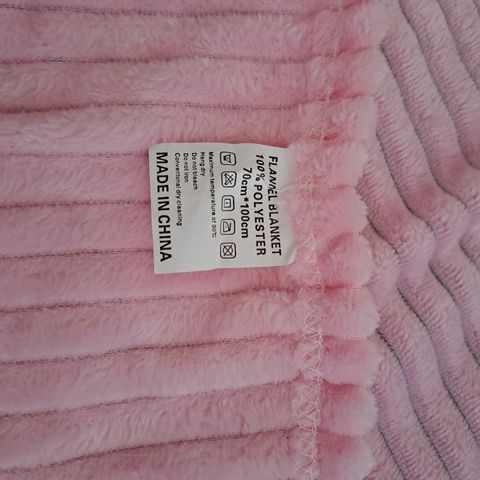 FLANNEL BLANKET
100% POLYESTER
70cm*100cm
Maximum temperature of 30°C
Hang dry
Do not bleach
Do not iron
Conventional dry cleaning
MADE IN CHINA